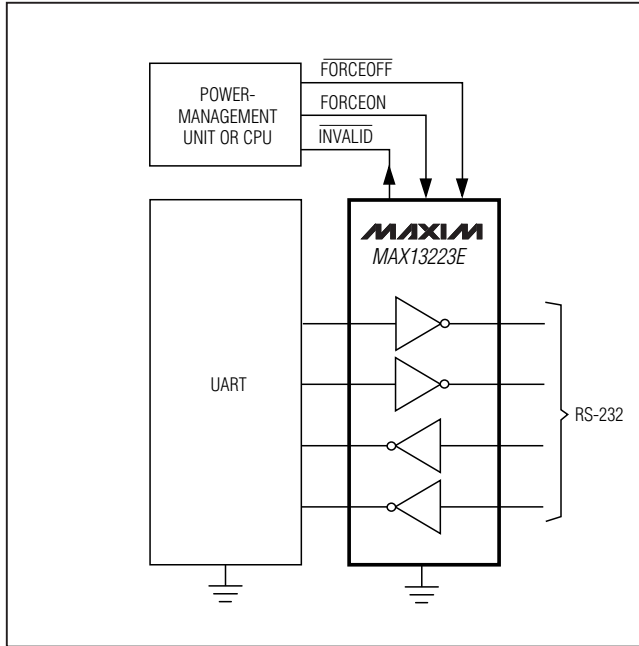 POWER-
MANAGEMENT
UNIT OR CPU
FORCEOFF
FORCEON
INVALID
MAXIM
MAX13223E
UART
RS-232